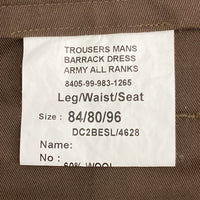 TROUSERS MANS
BARRACK DRESS
ARMY ALL RANKS
8405-99-983-1265
Leg/Waist/Seat
Size : 84/80/96
DC2BESL/4628
Name:
No:
60% WOOL